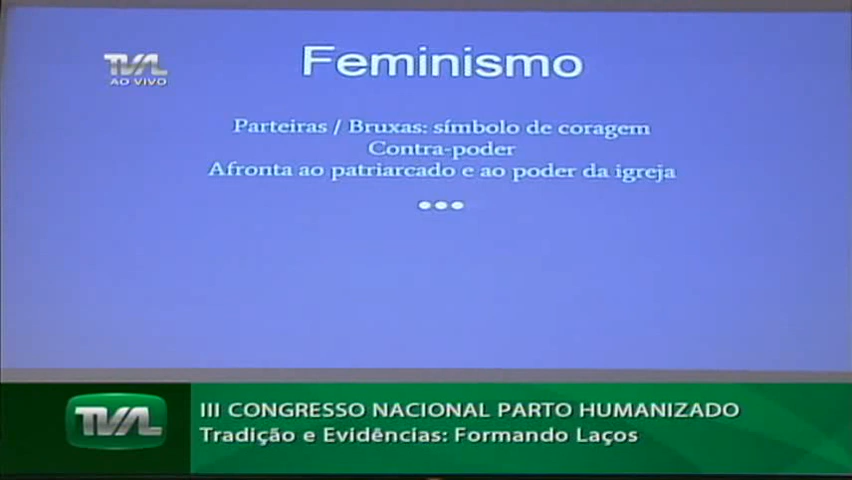 TVAL
AO VIVO
Feminismo
Parteiras / Bruxas: símbolo de coragem
Contra-poder
Afronta ao patriarcado e ao poder da igreja
...
TVAL
III CONGRESSO NACIONAL PARTO HUMANIZADO
Tradição e Evidências: Formando Laços